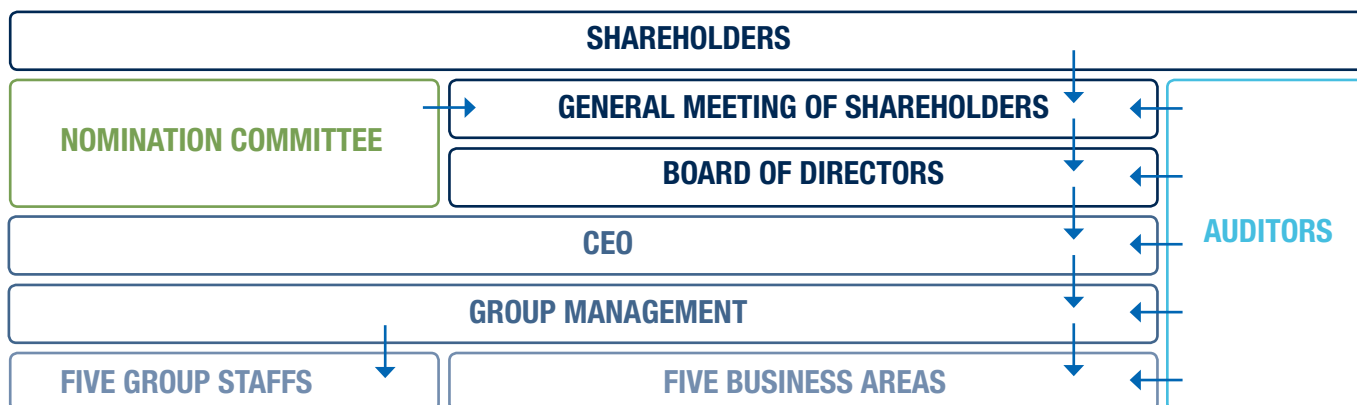 SHAREHOLDERS
GENERAL MEETING OF SHAREHOLDERS
NOMINATION COMMITTEE
BOARD OF DIRECTORS
AUDITORS
CEO
GROUP MANAGEMENT
FIVE GROUP STAFFS
FIVE BUSINESS AREAS